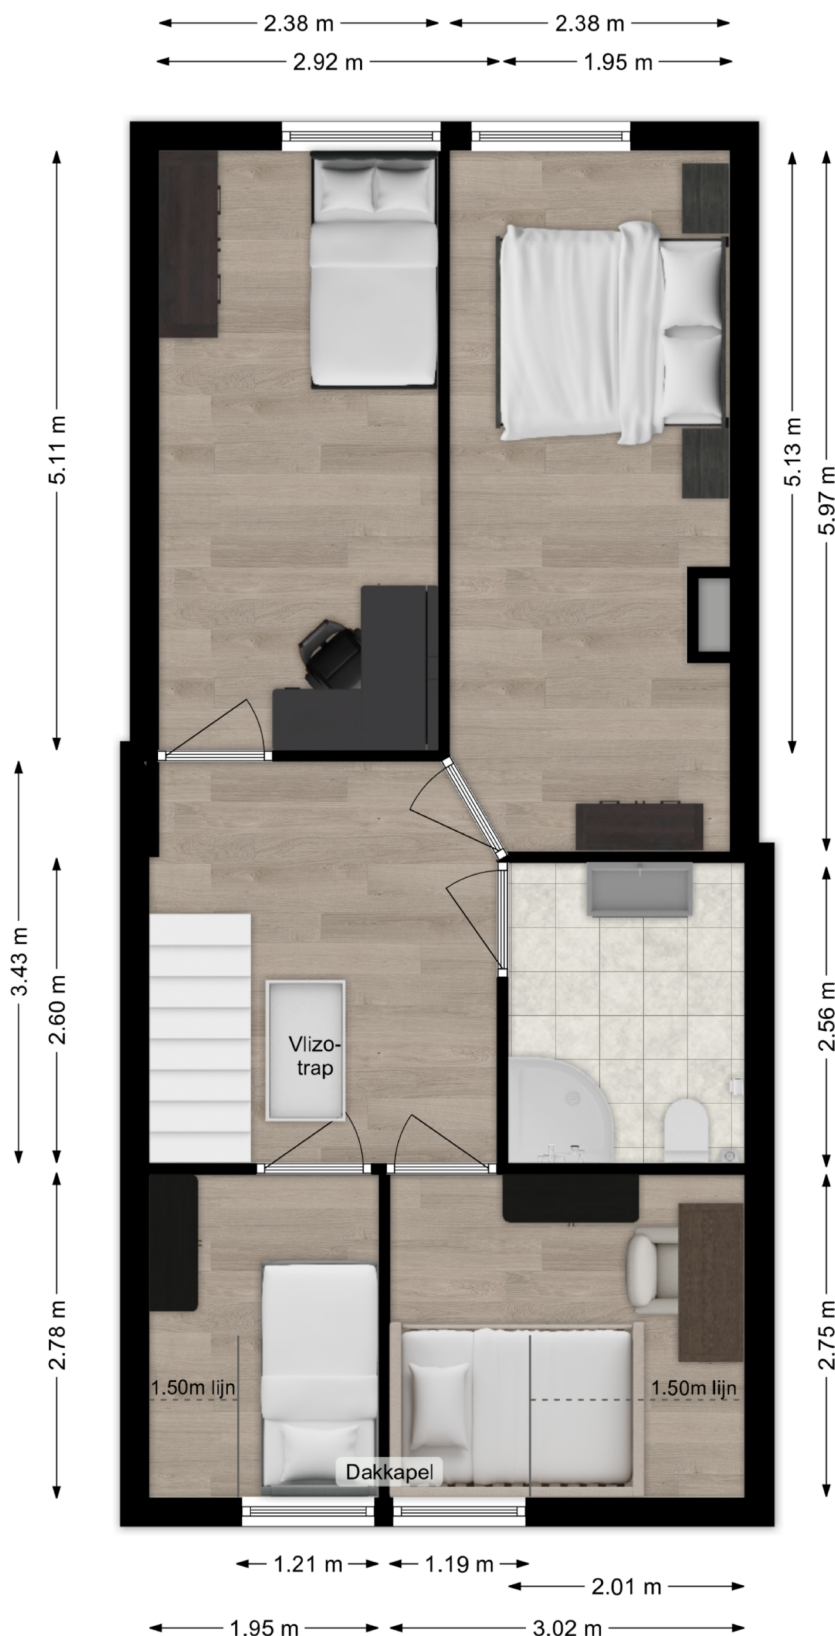 2.38 m
2.38 m
2.92 m
1.95 m
5.11 m
5.13 m
5.97 m
3.43 m
2.60 m
2.56 m
Vlizo-
trap
2.78 m
2.75 m
1.50m lijn
1.50m lijn
Dakkapel
1.21 m
1.19 m
2.01 m
1.95 m
3.02 m